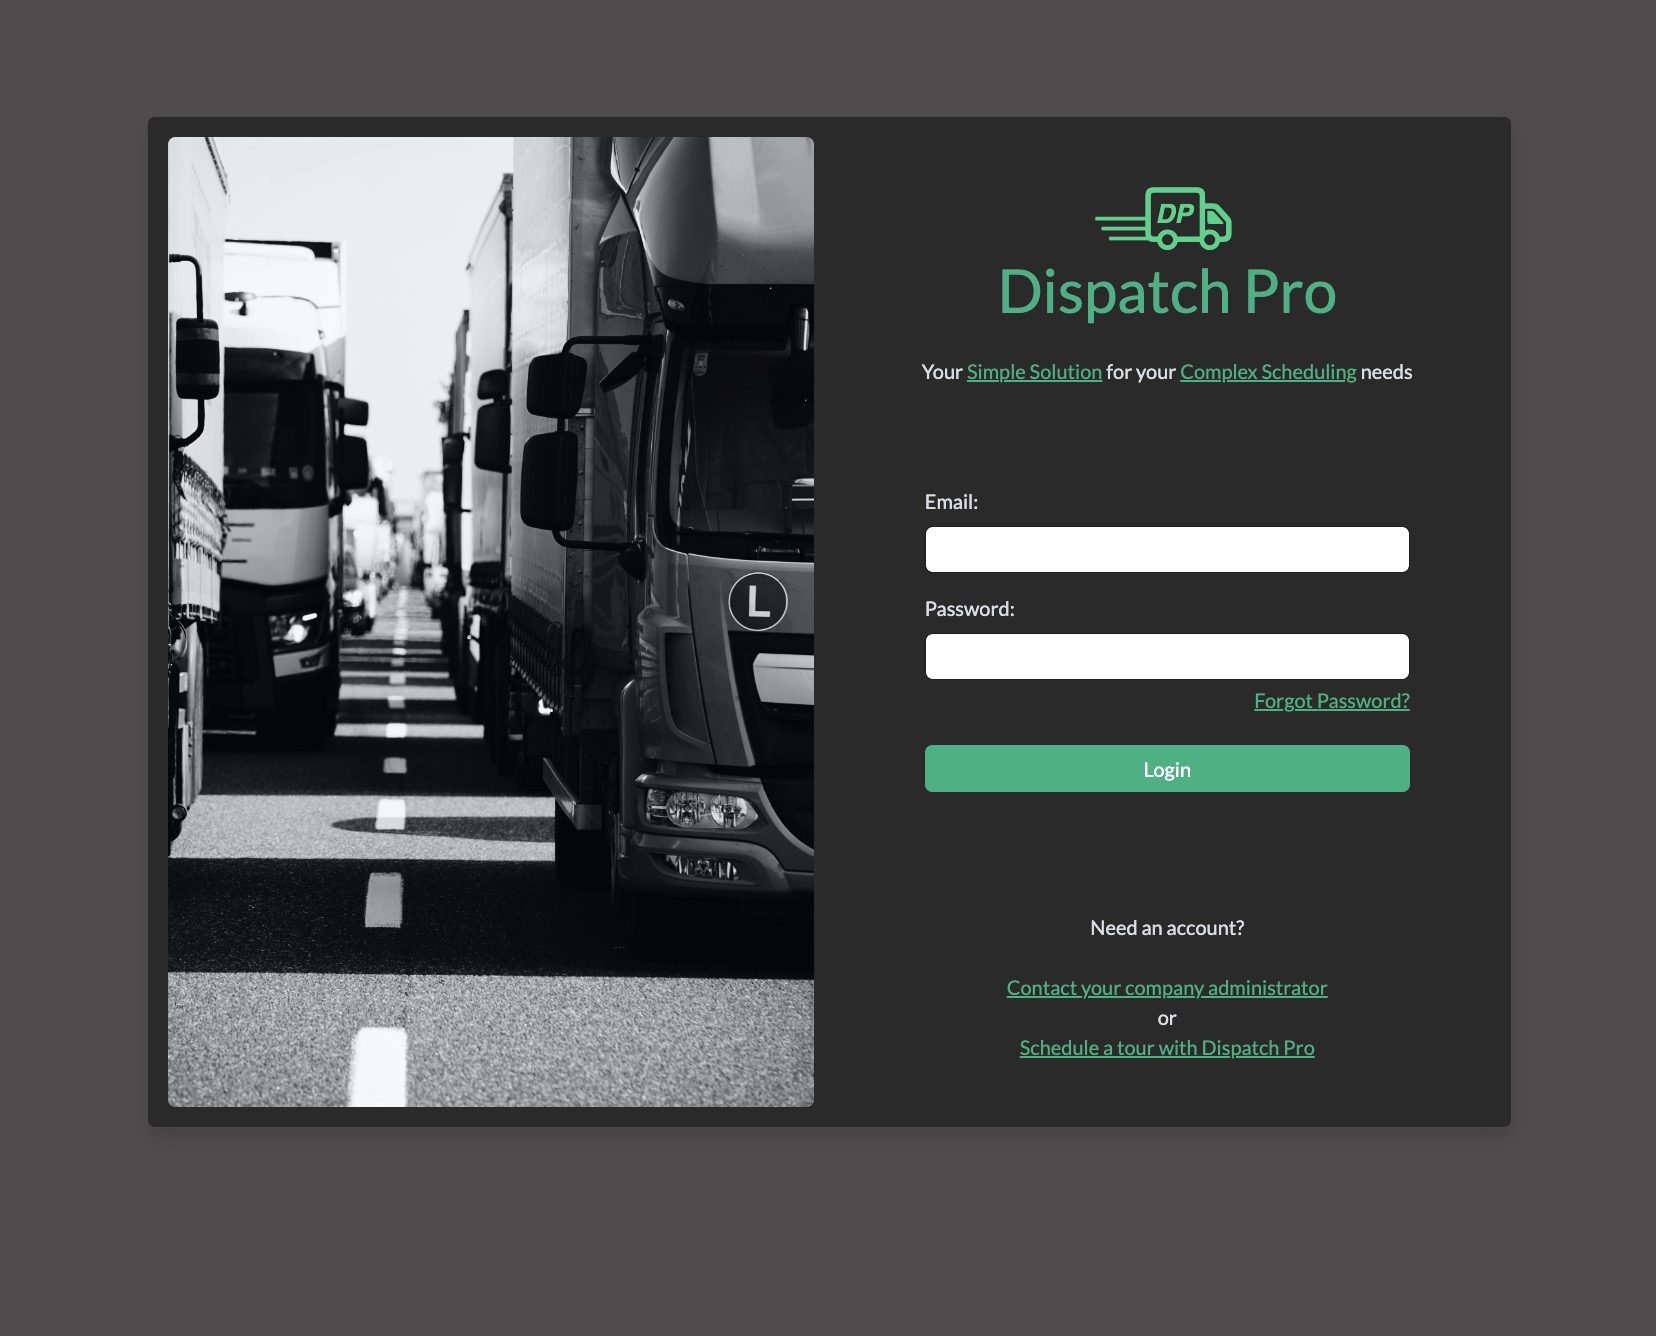 L
DP
Dispatch Pro
Your Simple Solution for your Complex Scheduling needs
Email:
Password:
Forgot Password?
Login
Need an account?
Contact your company administrator
or
Schedule a tour with Dispatch Pro